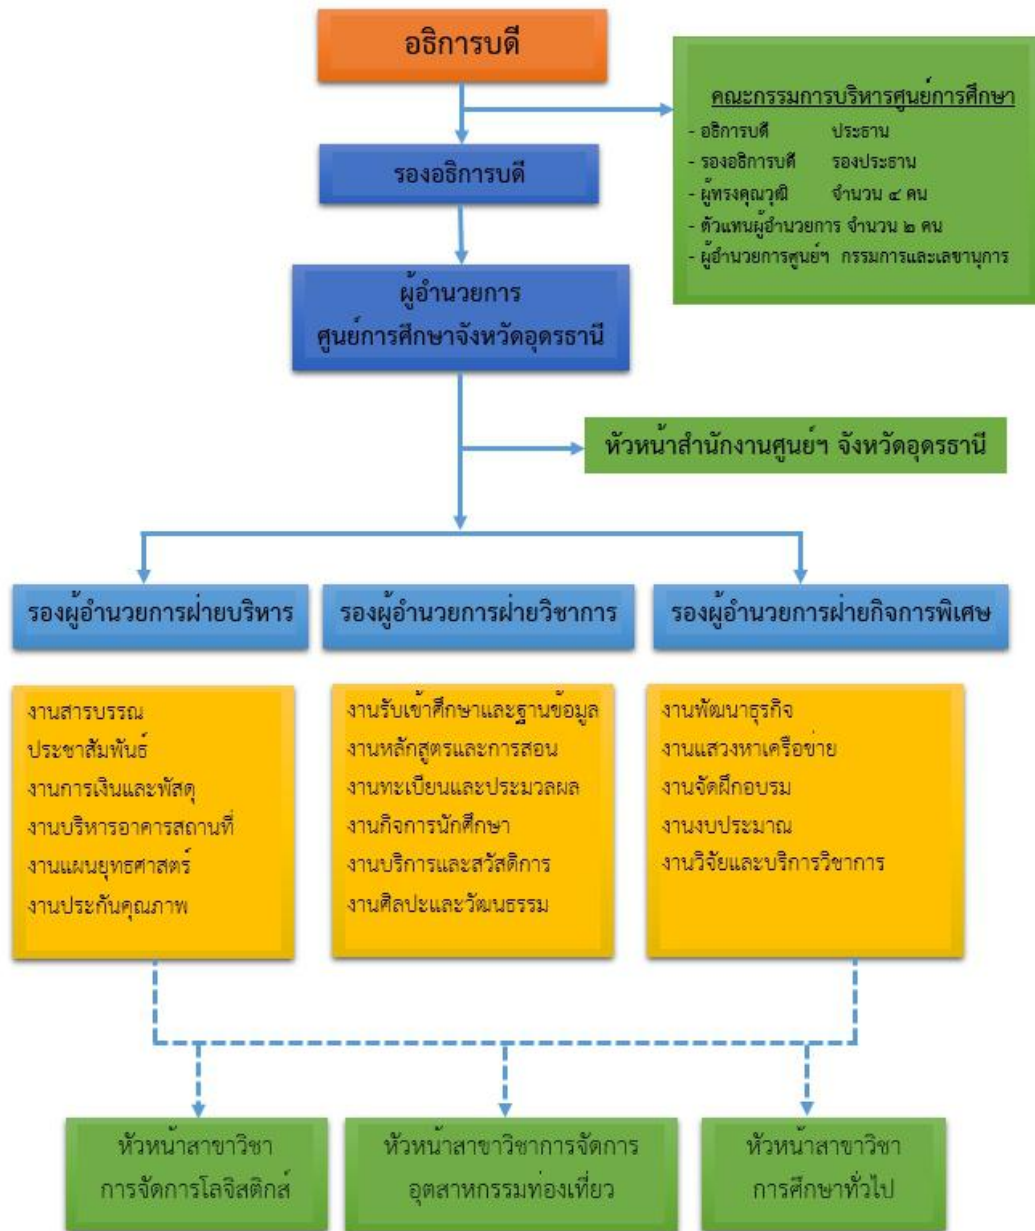 อธิการบดี
คณะกรรมการบริหารศูนย์การศึกษา
- อธิการบดี ประธาน
- รองอธิการบดี รองประธาน
- ผู้ทรงคุณวุฒิ จำนวน ๔ คน
- ตัวแทนผู้อำนวยการ จำนวน ๒ คน
- ผู้อำนวยการศูนย์ฯ กรรมการและเลขานุการ
รองอธิการบดี
ผู้อำนวยการ
ศูนย์การศึกษาจังหวัดอุดรธานี
หัวหน้าสำนักงานศูนย์ฯ จังหวัดอุดรธานี
รองผู้อำนวยการฝ่ายบริหาร
รองผู้อำนวยการฝ่ายวิชาการ
รองผู้อำนวยการฝ่ายกิจการพิเศษ
งานสารบรรณ
ประชาสัมพันธ์
งานการเงินและพัสดุ
งานบริหารอาคารสถานที่
งานแผนยุทธศาสตร์
งานประกันคุณภาพ
งานรับเข้าศึกษาและฐานข้อมูล
งานหลักสูตรและการสอน
งานทะเบียนและประมวลผล
งานกิจการนักศึกษา
งานบริการและสวัสดิการ
งานศิลปะและวัฒนธรรม
งานพัฒนาธุรกิจ
งานแสวงหาเครือข่าย
งานจัดฝึกอบรม
งานงบประมาณ
งานวิจัยและบริการวิชาการ
หัวหน้าสาขาวิชา
การจัดการโลจิสติกส์
หัวหน้าสาขาวิชาการจัดการ
อุตสาหกรรมท่องเที่ยว
หัวหน้าสาขาวิชา
การศึกษาทั่วไป